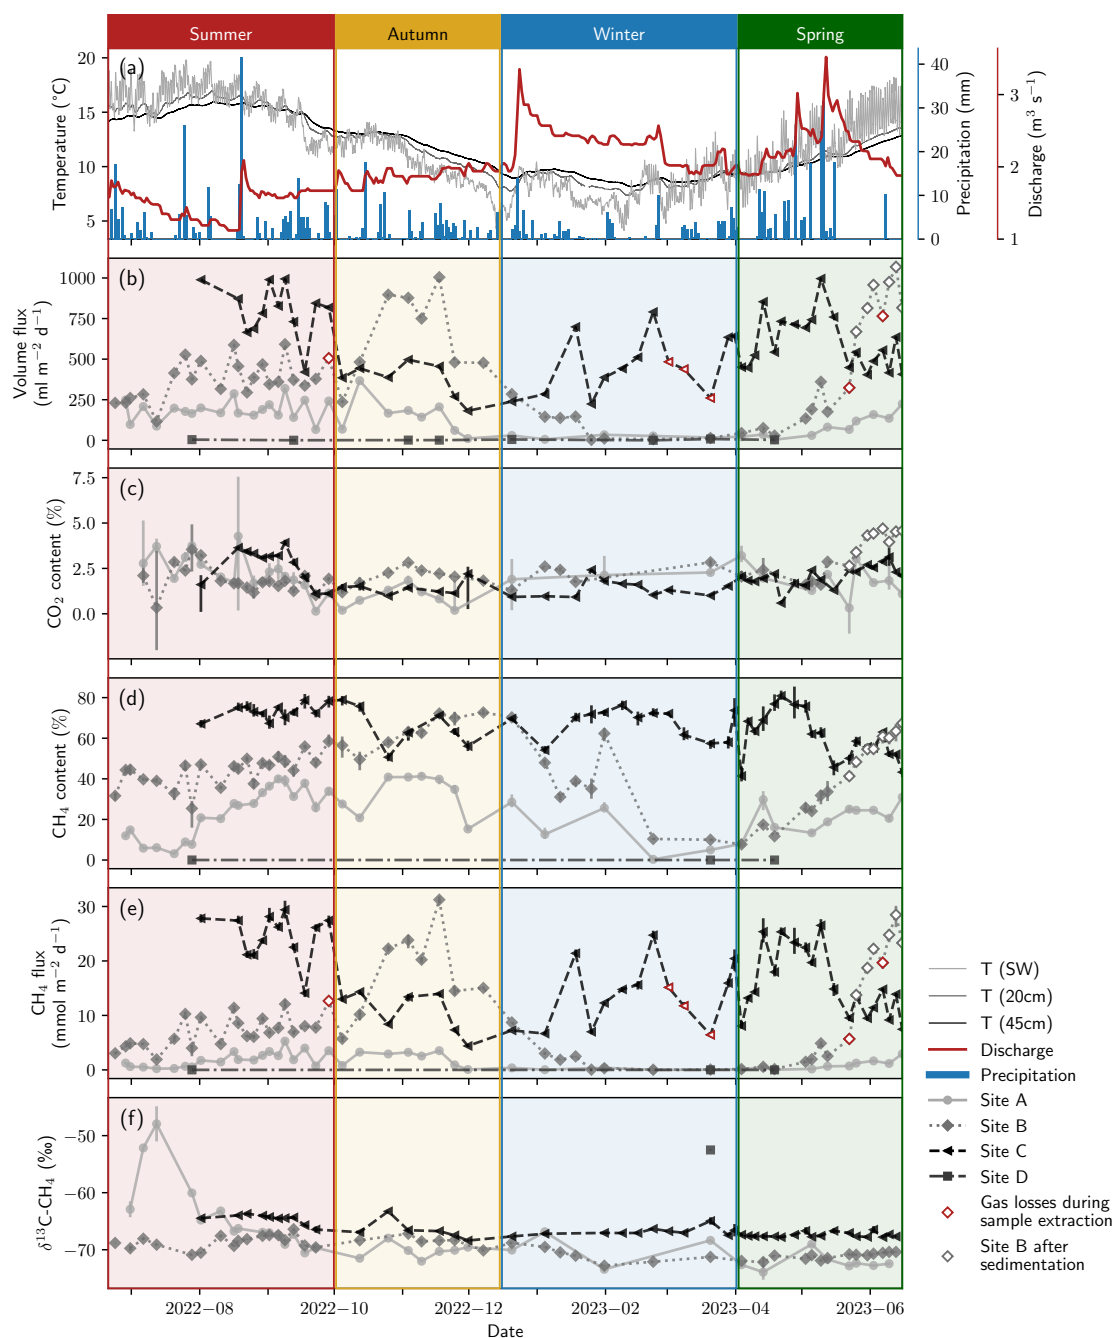 Summer Autumn Winter Spring
(a)
Temperature (°C)
20
15
10
5
40
30
20
10
0
Precipitation (mm)
3
2
1
Discharge (m³ s⁻¹)
(b)
Volume flux
(ml m⁻² d⁻¹)
1000
750
500
250
0
(c)
CO₂ content (%)
7.5
5.0
2.5
0.0
(d)
CH₄ content (%)
80
60
40
20
0
(e)
CH₄ flux
(mmol m⁻² d⁻¹)
30
20
10
0
(f)
δ¹³C-CH₄ (‰)
−50
−60
−70
2022−08 2022−10 2022−12 2023−02 2023−04 2023−06
Date
T (SW)
T (20cm)
T (45cm)
Discharge
Precipitation
Site A
Site B
Site C
Site D
Gas losses during
sample extraction
Site B after
sedimentation